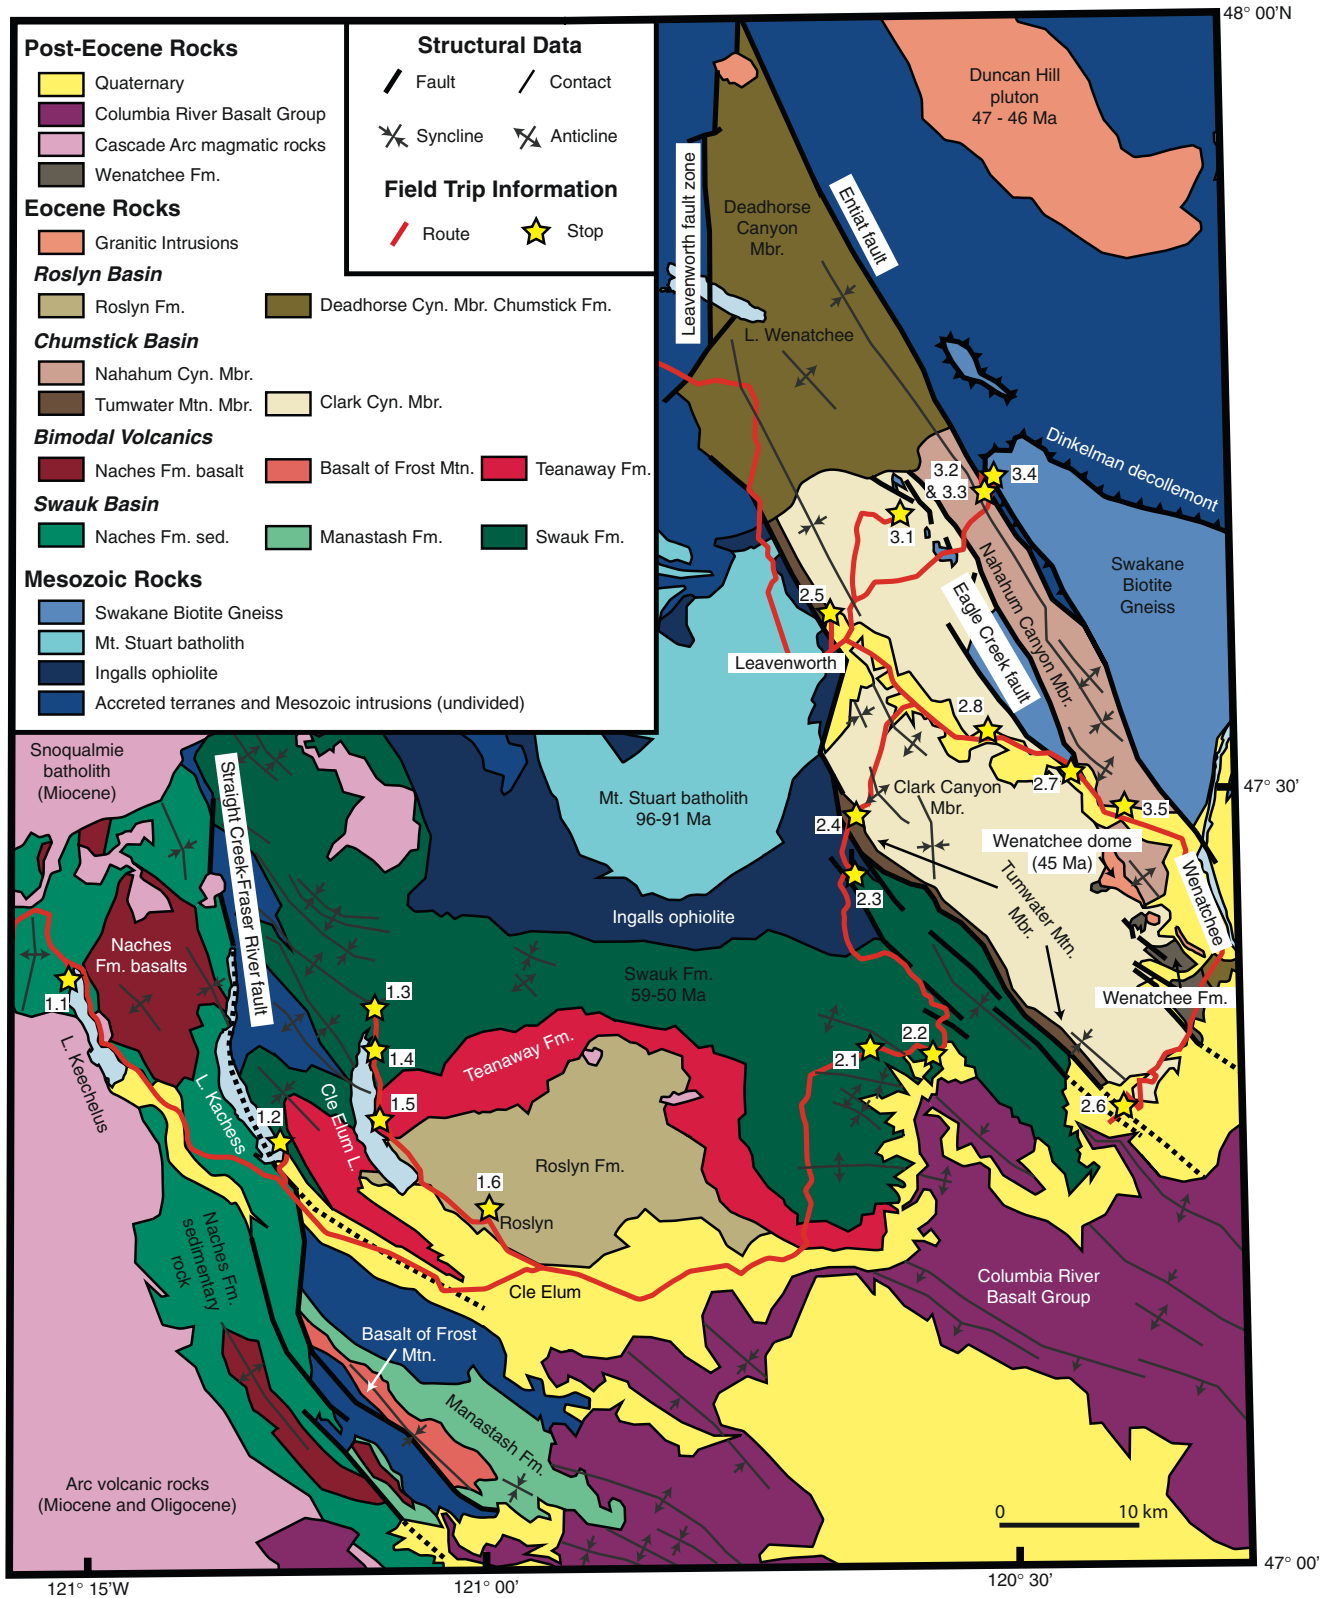 48° 00'N
Post-Eocene Rocks
Quaternary
Columbia River Basalt Group
Cascade Arc magmatic rocks
Wenatchee Fm.
Eocene Rocks
Granitic Intrusions
Roslyn Basin
Roslyn Fm.
Deadhorse Cyn. Mbr. Chumstick Fm.
Chumstick Basin
Nahahum Cyn. Mbr.
Tumwater Mtn. Mbr.
Clark Cyn. Mbr.
Bimodal Volcanics
Naches Fm. basalt
Basalt of Frost Mtn.
Teanaway Fm.
Swauk Basin
Naches Fm. sed.
Manastash Fm.
Swauk Fm.
Mesozoic Rocks
Swakane Biotite Gneiss
Mt. Stuart batholith
Ingalls ophiolite
Accreted terranes and Mesozoic intrusions (undivided)
Structural Data
Fault
Contact
Syncline
Anticline
Field Trip Information
Route
Stop
Duncan Hill
pluton
47 - 46 Ma
Leavenworth fault zone
Deadhorse
Canyon
Mbr.
Entiat fault
L. Wenatchee
Dinkelman decollemont
3.2
& 3.3
3.4
3.1
Swakane
Biotite
Gneiss
Nahahum Canyon Mbr.
Eagle Creek fault
2.5
Leavenworth
2.8
2.7
3.5
47° 30'
Clark Canyon
Mbr.
2.4
Wenatchee dome
(45 Ma)
Wenatchee
2.3
Tumwater Mtn.
Mbr.
Wenatchee Fm.
Snoqualmie
batholith
(Miocene)
Straight Creek-Fraser River fault
Mt. Stuart batholith
96-91 Ma
Ingalls ophiolite
Naches
Fm. basalts
Swauk Fm.
59-50 Ma
1.1
1.3
1.4
1.5
L. Keechelus
L. Kachess
1.2
Cle Elum L.
Teanaway Fm.
2.1
2.2
2.6
Roslyn Fm.
1.6
Roslyn
Naches Fm.
sedimentary
rock
Cle Elum
Columbia River
Basalt Group
Basalt of Frost
Mtn.
Manastash Fm.
Arc volcanic rocks
(Miocene and Oligocene)
0
10 km
47° 00'
121° 15'W
121° 00'
120° 30'